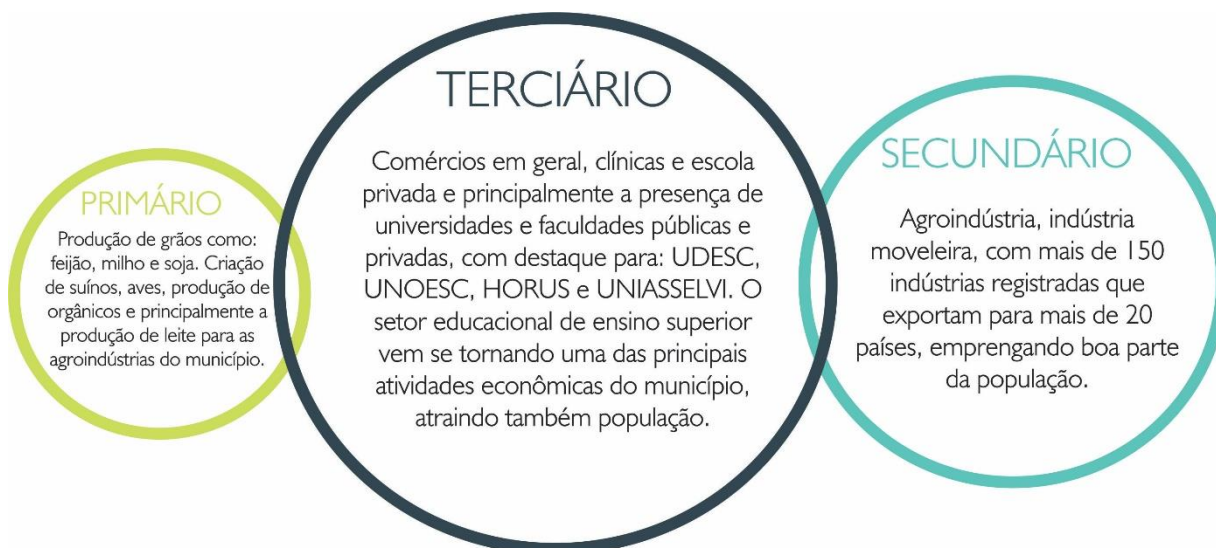 PRIMÁRIO
Produção de grãos como:
feijão, milho e soja. Criação
de suínos, aves, produção de
orgânicos e principalmente a
produção de leite para as
agroindústrias do município.
TERCIÁRIO
Comércios em geral, clínicas e escola
privada e principalmente a presença de
universidades e faculdades públicas e
privadas, com destaque para: UDESC,
UNOESC, HORUS e UNIASSELVI. O
setor educacional de ensino superior
vem se tornando uma das principais
atividades econômicas do município,
atraindo também população.
SECUNDÁRIO
Agroindústria, indústria
moveleira, com mais de 150
indústrias registradas que
exportam para mais de 20
países, emprengando boa parte
da população.